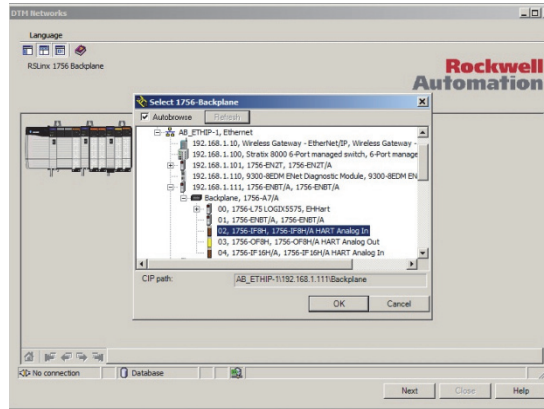 DTM Networks
Language
RSLinx 1756 Backplane
Rockwell
Automation
Select 1756-Backplane
Autobrowse
Refresh
AB_ETHIP-1, Ethernet
192.168.1.10, Wireless Gateway - EtherNet/IP, Wireless Gateway -
192.168.1.100, Stratix 8000 6-Port managed switch, 6-Port manage
192.168.1.101, 1756-EN2T, 1756-EN2T/A
192.168.1.110, 9300-8EDM ENet Diagnostic Module, 9300-8EDM EN
192.168.1.111, 1756-ENBT/A, 1756-ENBT/A
Backplane, 1756-A7/A
00, 1756-L75 LOGIX5575, EHHart
01, 1756-ENBT/A, 1756-ENBT/A
02, 1756-IF8H, 1756-IF8H/A HART Analog In
03, 1756-OF8H, 1756-OF8H/A HART Analog Out
04, 1756-IF16H/A, 1756-IF16H/A HART Analog In
CIP path:
AB_ETHIP-1\192.168.1.111\Backplane
OK
Cancel
No connection
Database
Next
Close
Help